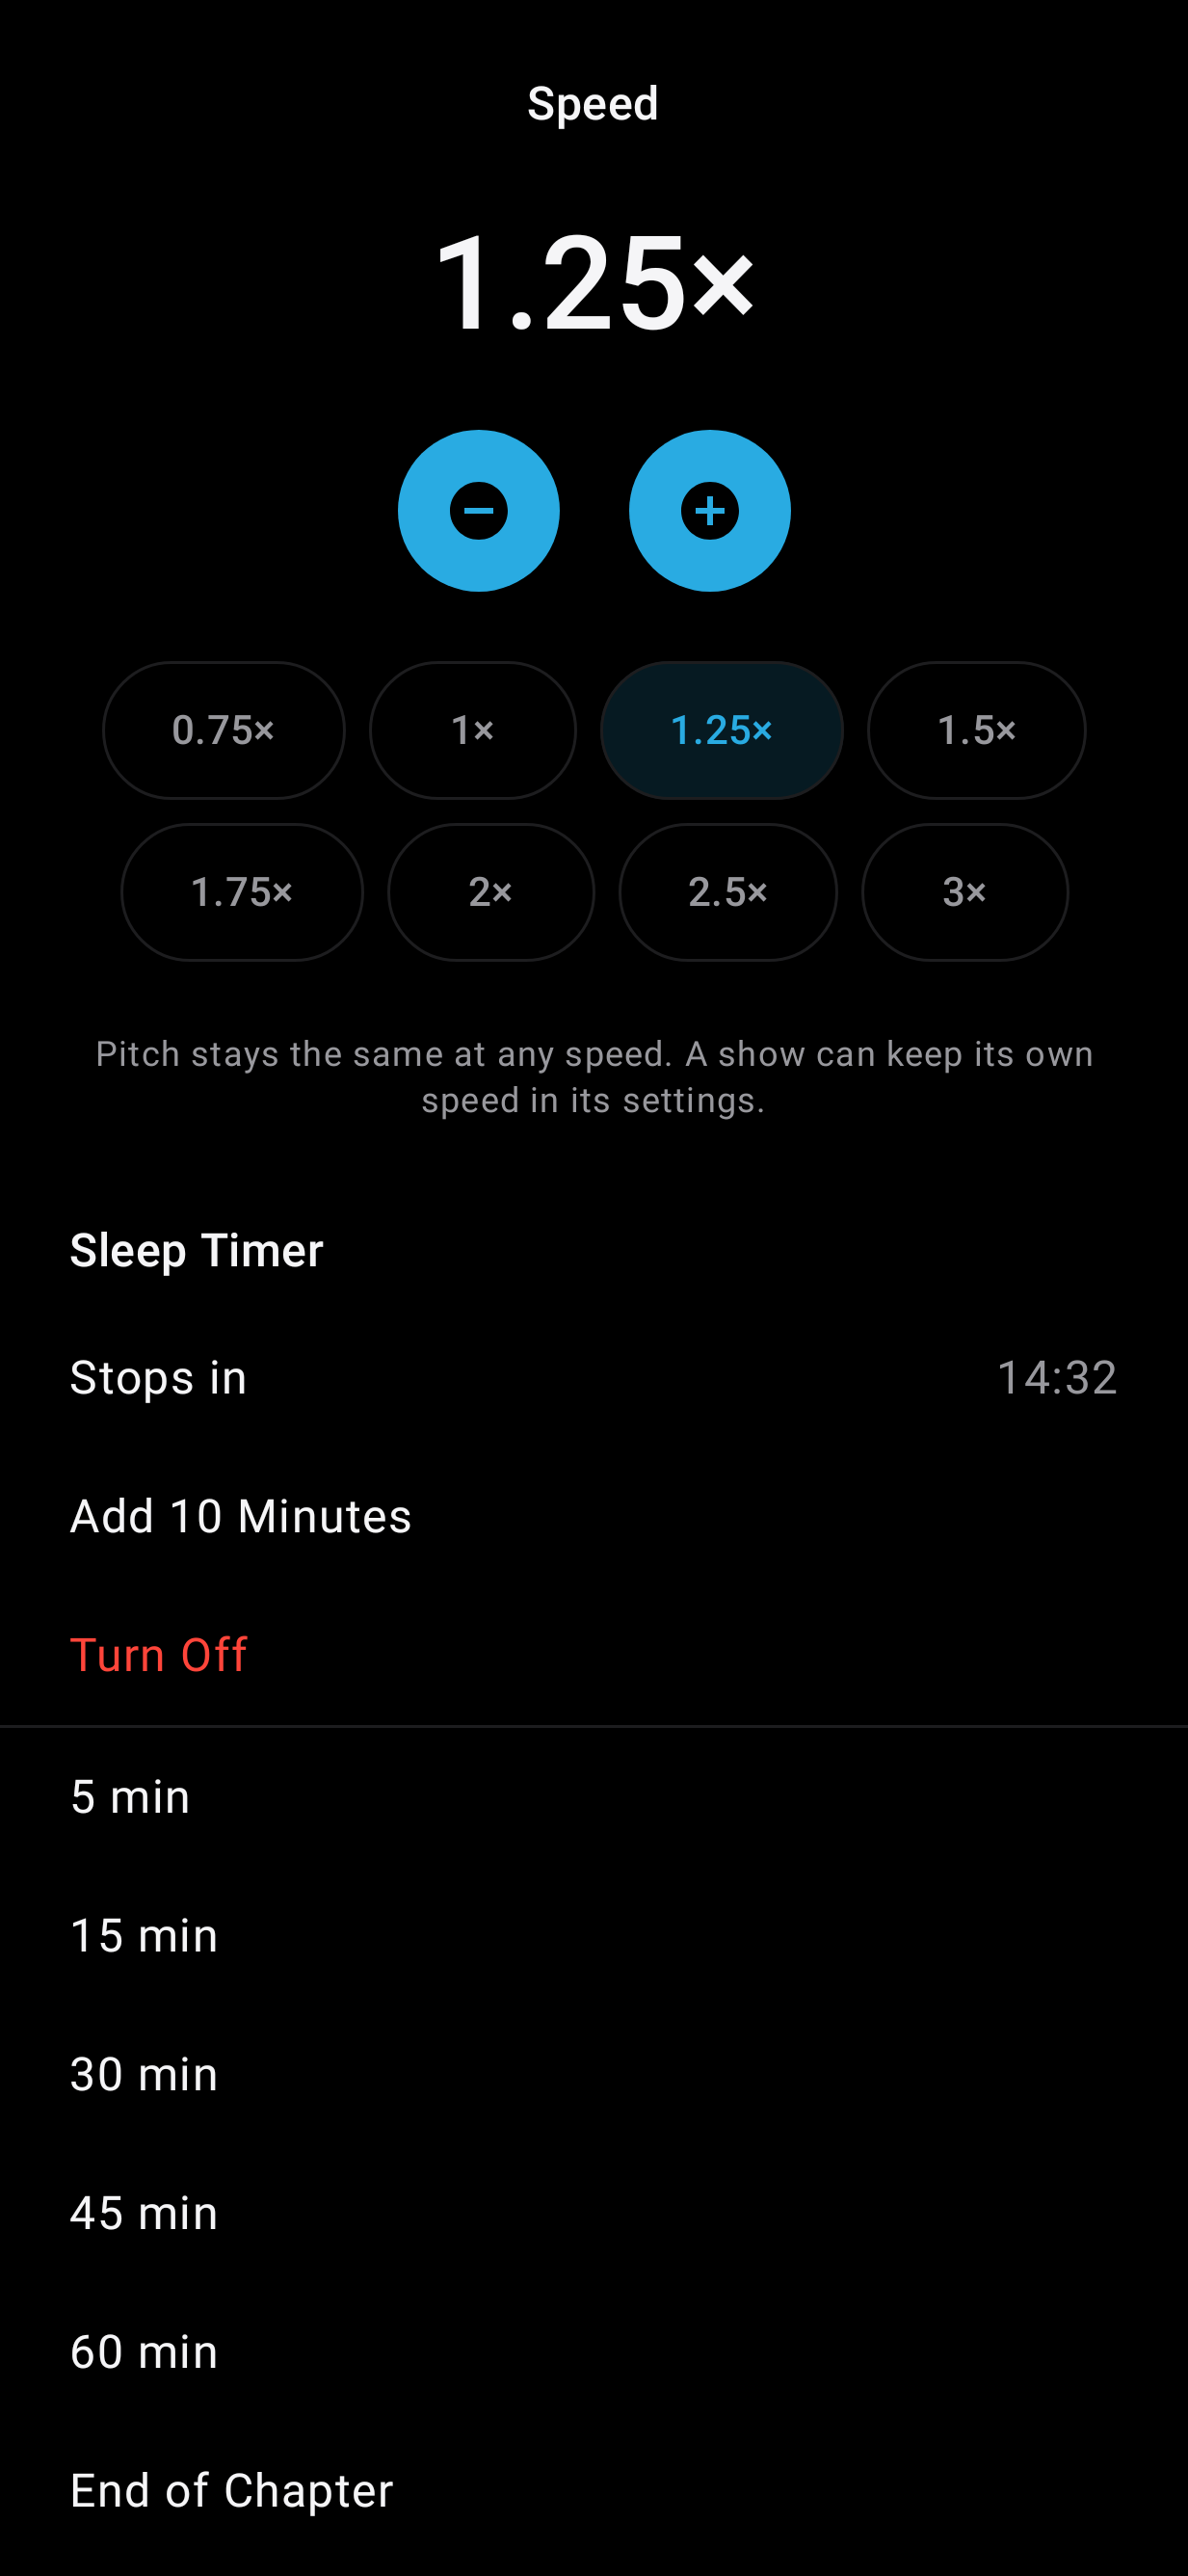 Speed
1.25×
0.75× 1× 1.25× 1.5×
1.75× 2× 2.5× 3×
Pitch stays the same at any speed. A show can keep its own
speed in its settings.
Sleep Timer
Stops in 14:32
Add 10 Minutes
Turn Off
5 min
15 min
30 min
45 min
60 min
End of Chapter